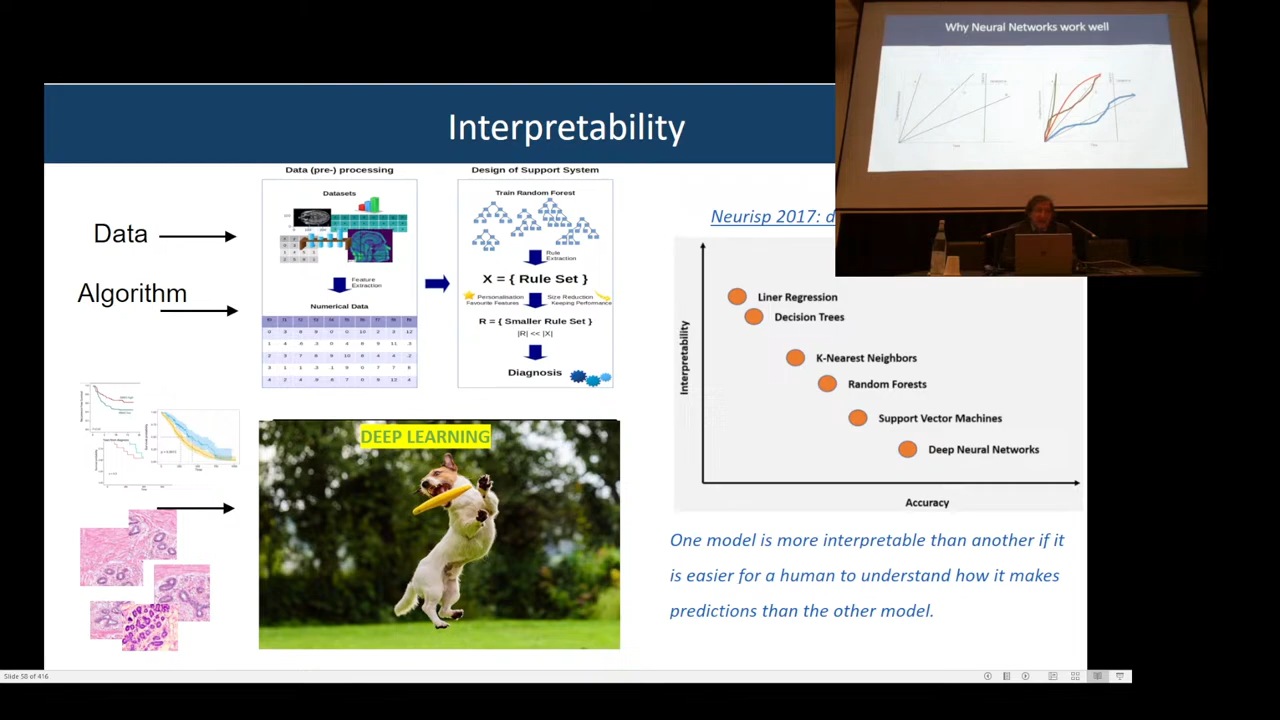 Why Neural Networks work well
Interpretability
Data (pre-) processing
Datasets
Feature
Extraction
Numerical Data
Design of Support System
Train Random Forest
Rule
Extraction
X = { Rule Set }
Personalisation
Favourite Features
Size Reduction
Keeping Performance
R = { Smaller Rule Set }
|R| << |X|
Diagnosis
Data
Algorithm
DEEP LEARNING
Neurisp 2017: d
Interpretability
Liner Regression
Decision Trees
K-Nearest Neighbors
Random Forests
Support Vector Machines
Deep Neural Networks
Accuracy
One model is more interpretable than another if it
is easier for a human to understand how it makes
predictions than the other model.
Slide 58 of 416